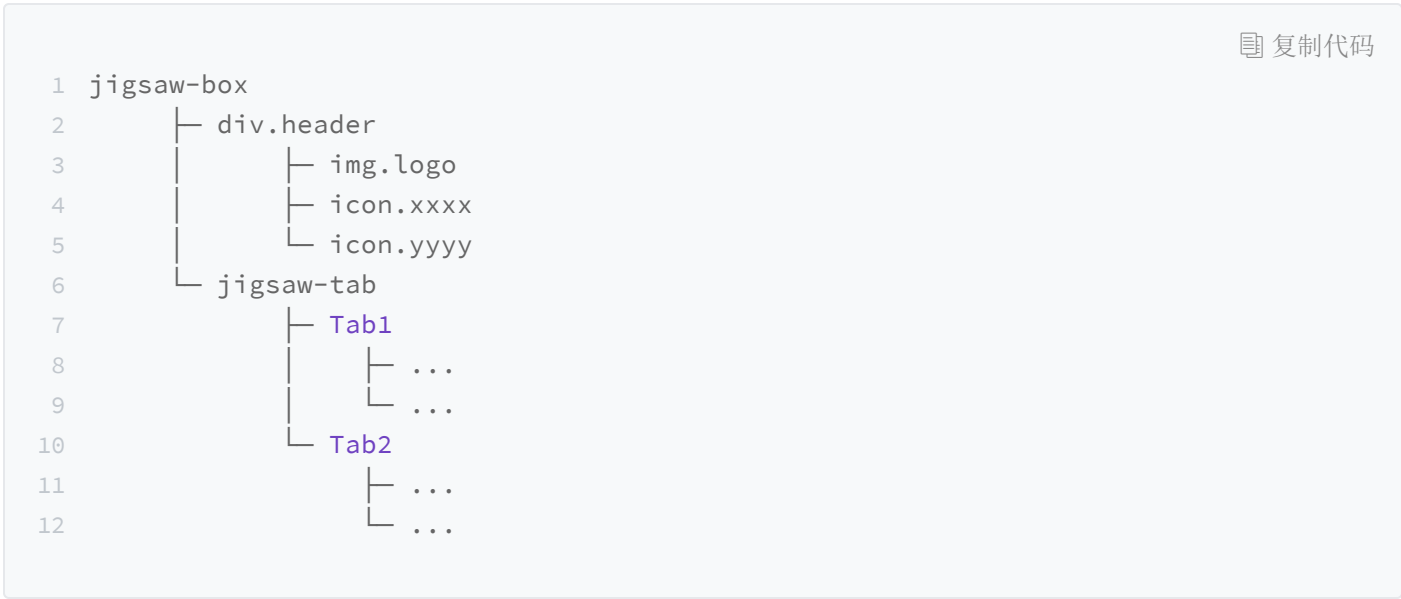 复制代码
1 jigsaw-box
2      ├─ div.header
3      │      ├─ img.logo
4      │      ├─ icon.xxxx
5      │      └─ icon.yyyy
6      └─ jigsaw-tab
7             ├─ Tab1
8             │    ├─ ...
9             │    └─ ...
10            └─ Tab2
11                 ├─ ...
12                 └─ ...